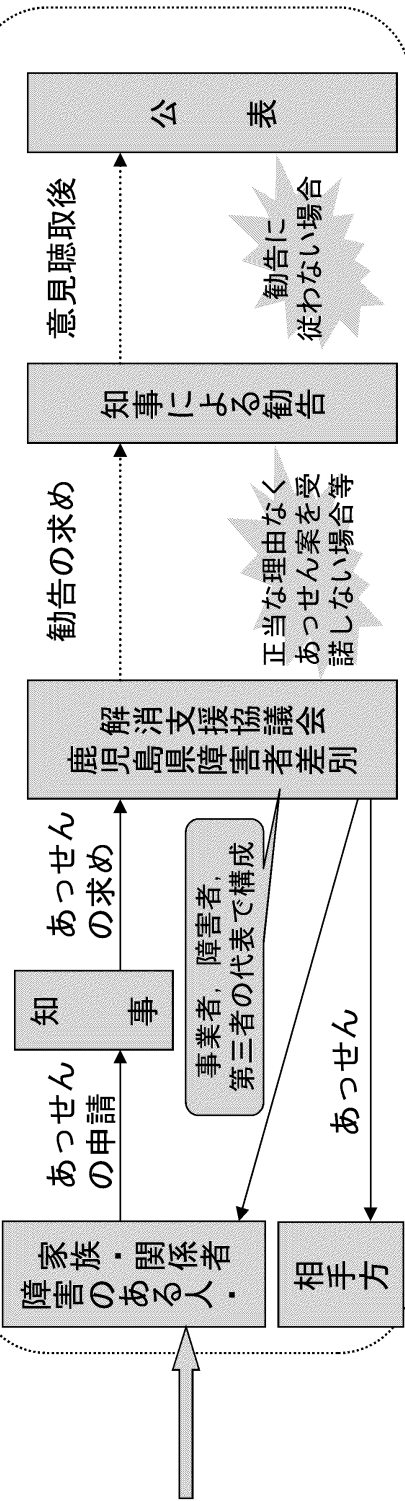 障害のある人・
家族・関係者
相手方
あっせん
の申請
知事
あっせん
の求め
あっせん
事業者，障害者，
第三者の代表で構成
鹿児島県障害者差別
解消支援協議会
勧告の求め
正当な理由なく
あっせん案を受
諾しない場合等
知事による勧告
意見聴取後
勧告に
従わない場合
公表